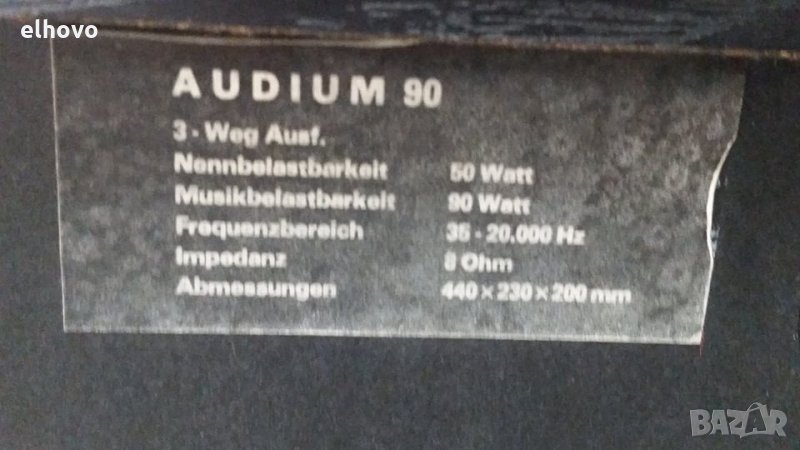 elhovo
AUDIUM 90
3-Weg Ausf.
Nennbelastbarkeit 50 Watt
Musikbelastbarkeit 90 Watt
Frequenzbereich 35-20.000 Hz
Impedanz 8 Ohm
Abmessungen 440×230×200 mm
BAZAR